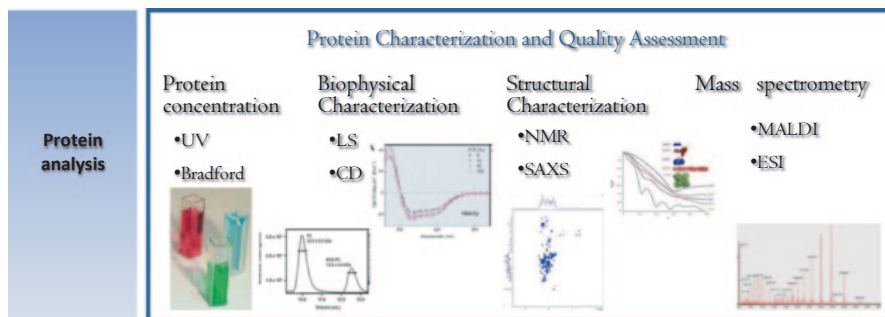 Protein
analysis
Protein Characterization and Quality Assessment
Protein
concentration
•UV
•Bradford
Biophysical
Characterization
•LS
•CD
Structural
Characterization
•NMR
•SAXS
Mass spectrometry
•MALDI
•ESI